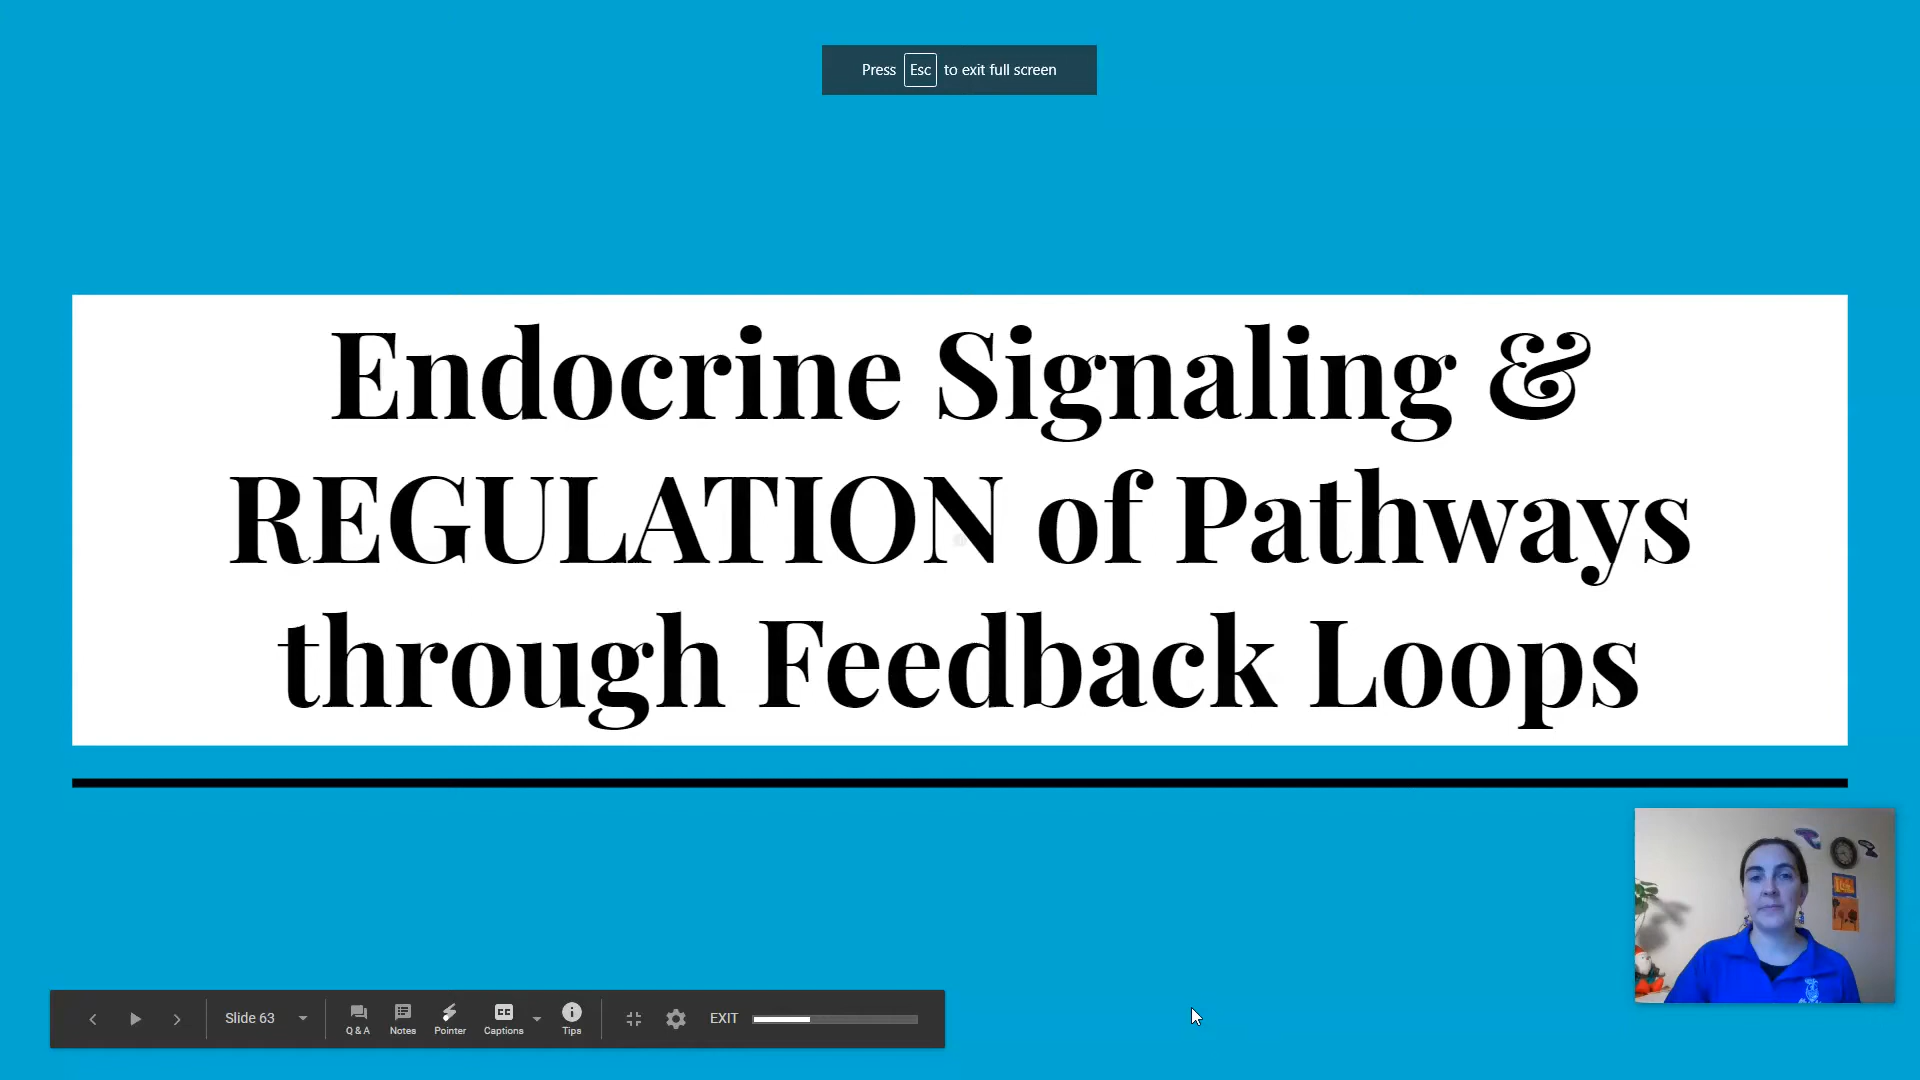 Press Esc to exit full screen
Endocrine Signaling &
REGULATION of Pathways
through Feedback Loops
Slide 63
Q & A
Notes
Pointer
Captions
Tips
EXIT